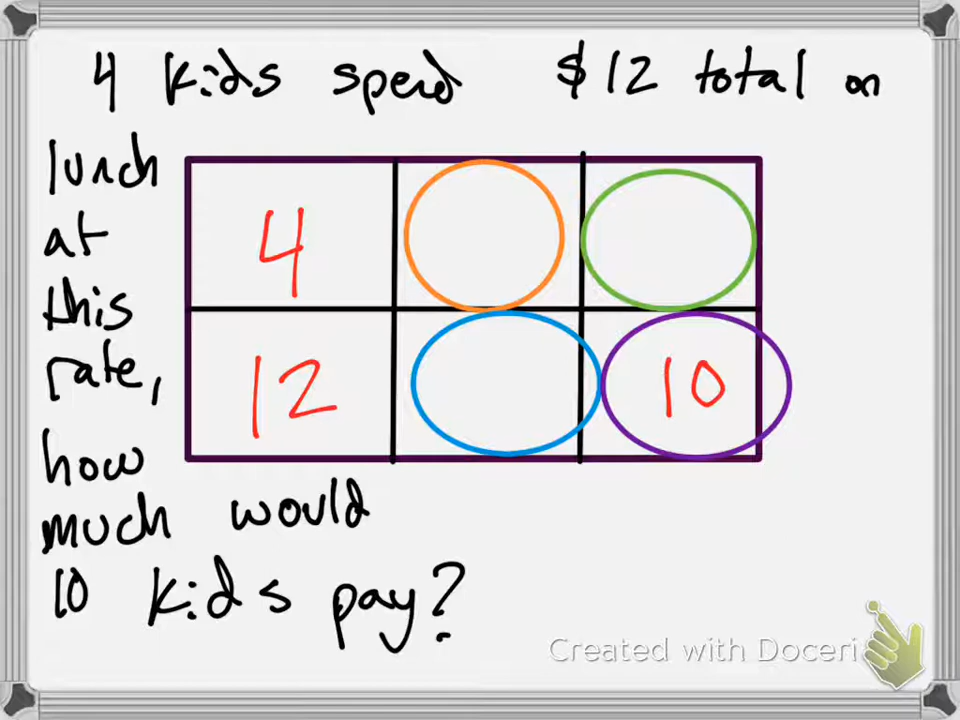 4 kids spend $12 total on
lunch
at
this
rate,
how
much would
10 kids pay?
4
12 10
Created with Doceri